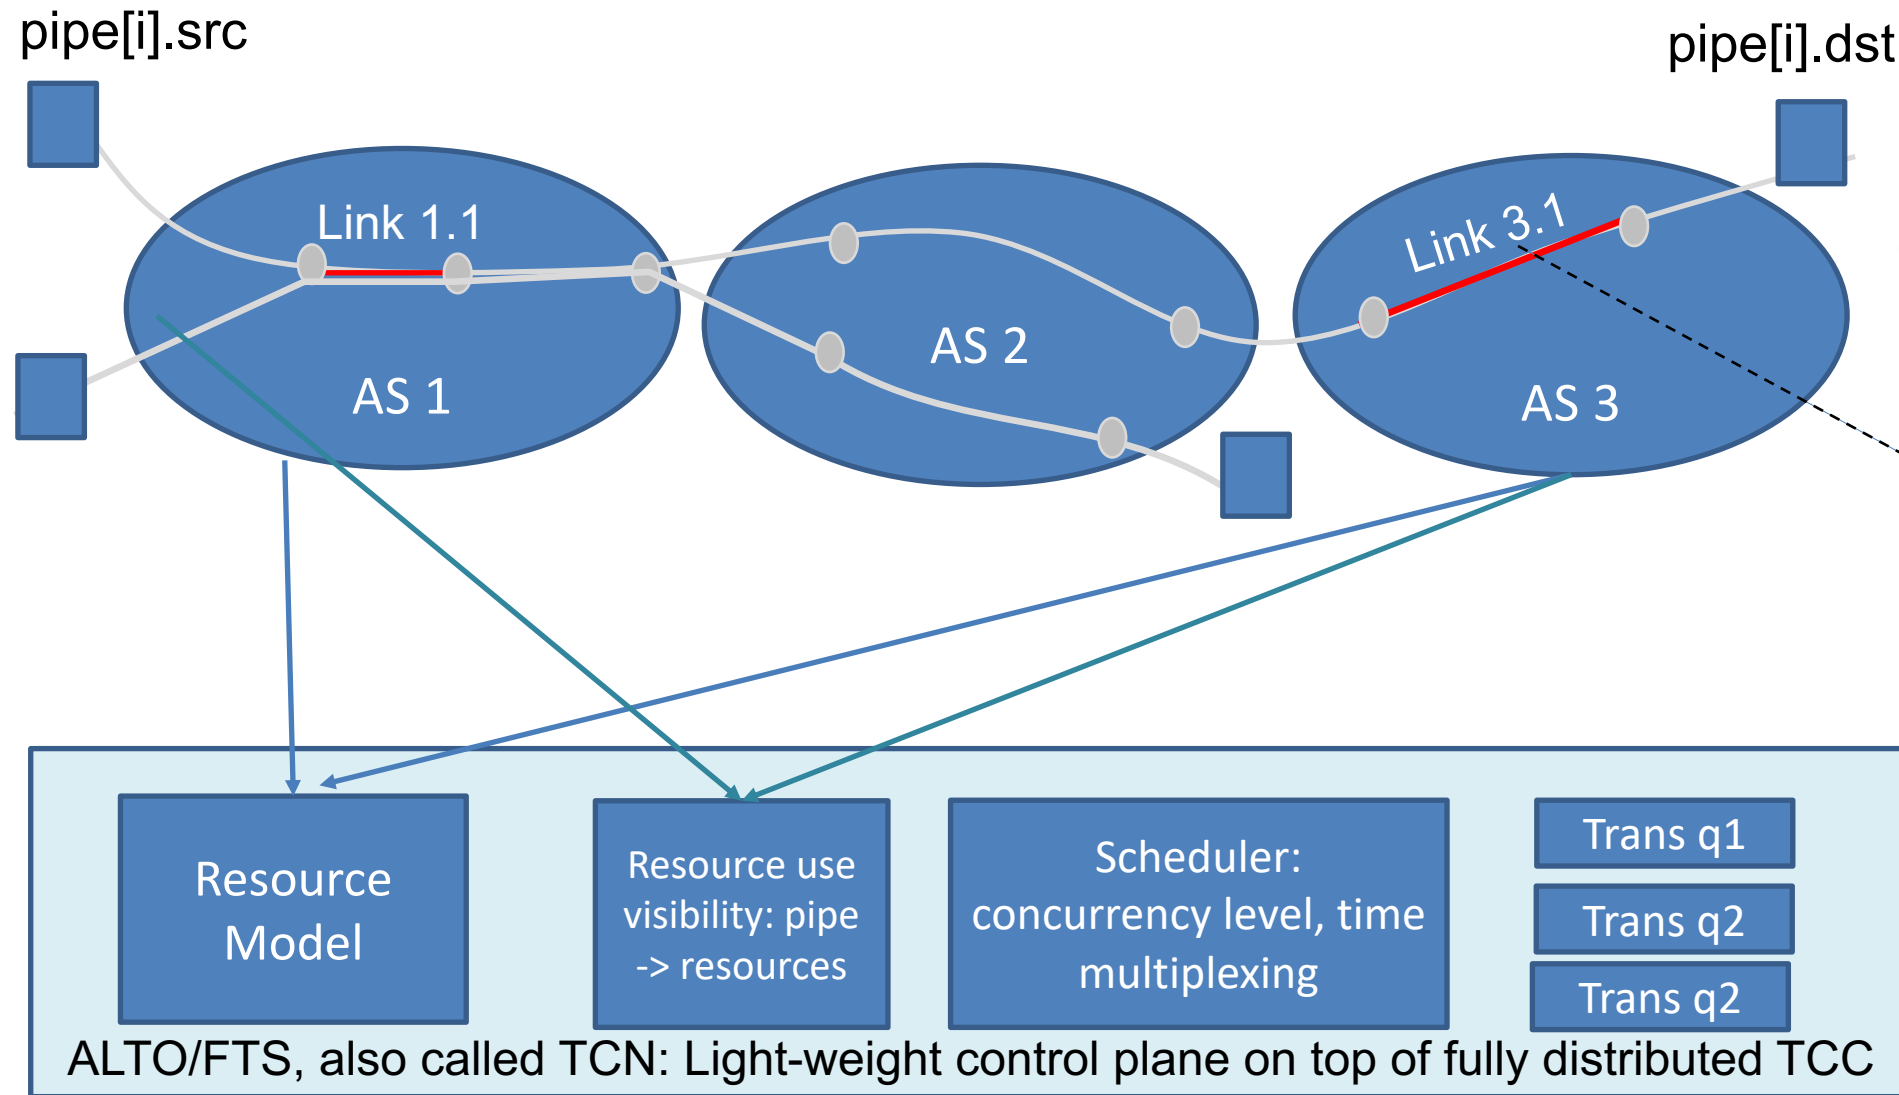 pipe[i].src
pipe[i].dst
Link 1.1
Link 3.1
AS 1
AS 2
AS 3
Resource
Model
Resource use
visibility: pipe
-> resources
Scheduler:
concurrency level, time
multiplexing
Trans q1
Trans q2
Trans q2
ALTO/FTS, also called TCN: Light-weight control plane on top of fully distributed TCC